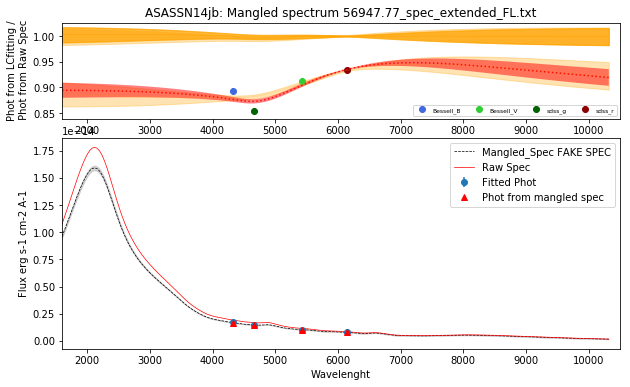 ASASSN14jb: Mangled spectrum 56947.77_spec_extended_FL.txt
Phot from LCfitting /
Phot from Raw Spec
1.00
0.95
0.90
0.85
Bessell_B
Bessell_V
sdss_g
sdss_r
2000 3000 4000 5000 6000 7000 8000 9000 10000
1e−14
Flux erg s-1 cm-2 A-1
1.75
1.50
1.25
1.00
0.75
0.50
0.25
0.00
Mangled_Spec FAKE SPEC
Raw Spec
Fitted Phot
Phot from mangled spec
2000 3000 4000 5000 6000 7000 8000 9000 10000
Wavelenght